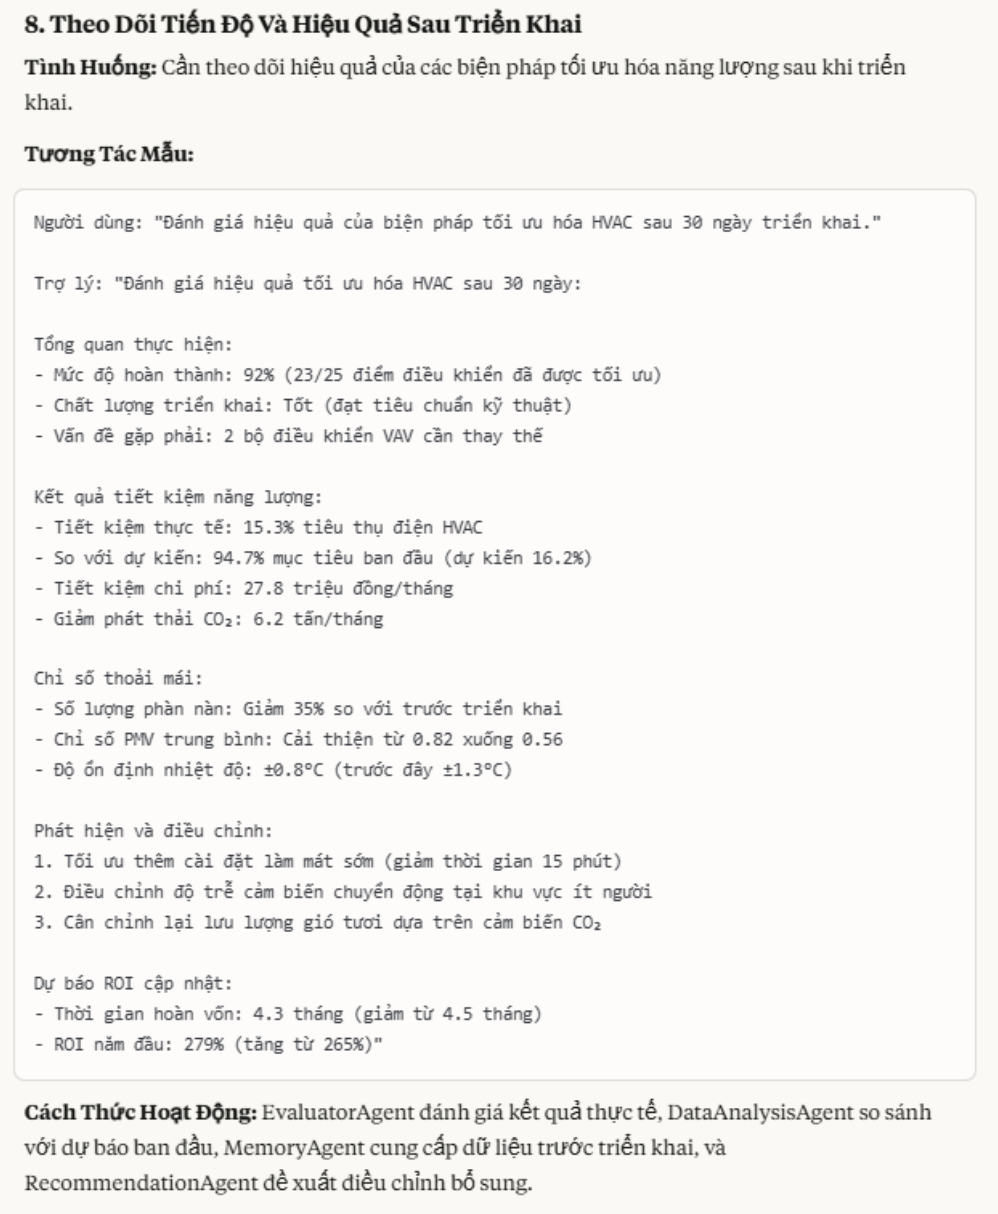 8. Theo Dõi Tiến Độ Và Hiệu Quả Sau Triển Khai
Tình Huống: Cần theo dõi hiệu quả của các biện pháp tối ưu hóa năng lượng sau khi triển
khai.
Tương Tác Mẫu:
Người dùng: "Đánh giá hiệu quả của biện pháp tối ưu hóa HVAC sau 30 ngày triển khai."
Trợ lý: "Đánh giá hiệu quả tối ưu hóa HVAC sau 30 ngày:
Tổng quan thực hiện:
- Mức độ hoàn thành: 92% (23/25 điểm điều khiển đã được tối ưu)
- Chất lượng triển khai: Tốt (đạt tiêu chuẩn kỹ thuật)
- Vấn đề gặp phải: 2 bộ điều khiển VAV cần thay thế
Kết quả tiết kiệm năng lượng:
- Tiết kiệm thực tế: 15.3% tiêu thụ điện HVAC
- So với dự kiến: 94.7% mục tiêu ban đầu (dự kiến 16.2%)
- Tiết kiệm chi phí: 27.8 triệu đồng/tháng
- Giảm phát thải CO₂: 6.2 tấn/tháng
Chỉ số thoải mái:
- Số lượng phàn nàn: Giảm 35% so với trước triển khai
- Chỉ số PMV trung bình: Cải thiện từ 0.82 xuống 0.56
- Độ ổn định nhiệt độ: ±0.8°C (trước đây ±1.3°C)
Phát hiện và điều chỉnh:
1. Tối ưu thêm cài đặt làm mát sớm (giảm thời gian 15 phút)
2. Điều chỉnh độ trễ cảm biến chuyển động tại khu vực ít người
3. Cân chỉnh lại lưu lượng gió tươi dựa trên cảm biến CO₂
Dự báo ROI cập nhật:
- Thời gian hoàn vốn: 4.3 tháng (giảm từ 4.5 tháng)
- ROI năm đầu: 279% (tăng từ 265%)"
Cách Thức Hoạt Động: EvaluatorAgent đánh giá kết quả thực tế, DataAnalysisAgent so sánh
với dự báo ban đầu, MemoryAgent cung cấp dữ liệu trước triển khai, và
RecommendationAgent đề xuất điều chỉnh bổ sung.